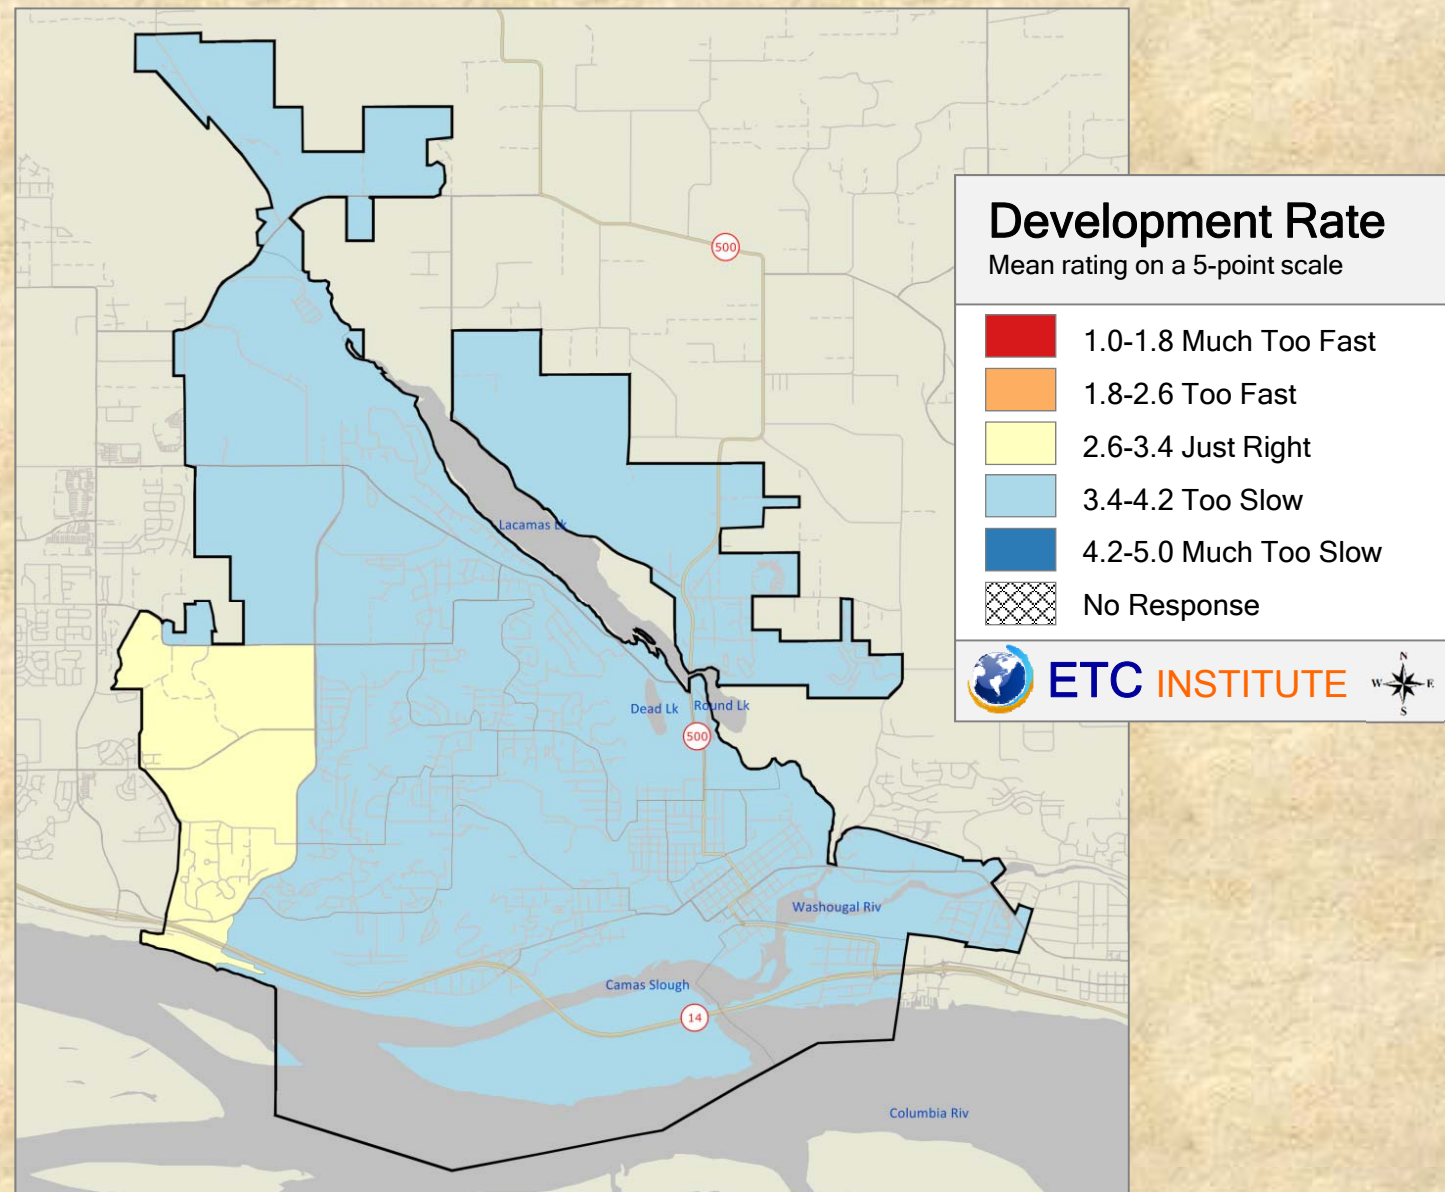 500
Development Rate
Mean rating on a 5-point scale
1.0-1.8 Much Too Fast
1.8-2.6 Too Fast
2.6-3.4 Just Right
3.4-4.2 Too Slow
4.2-5.0 Much Too Slow
No Response
ETC INSTITUTE
N
W E
S
Lacamas Lk
Dead Lk
Round Lk
500
Washougal Riv
Camas Slough
14
Columbia Riv